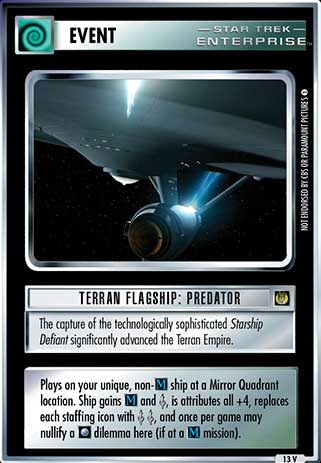 EVENT
STAR TREK
ENTERPRISE™
NOT ENDORSED BY CBS OR PARAMOUNT PICTURES
TERRAN FLAGSHIP: PREDATOR
The capture of the technologically sophisticated Starship
Defiant significantly advanced the Terran Empire.
Plays on your unique, non-M ship at a Mirror Quadrant
location. Ship gains M and , is attributes all +4, replaces
each staffing icon with , and once per game may
nullify a dilemma here (if at a M mission).
13 V